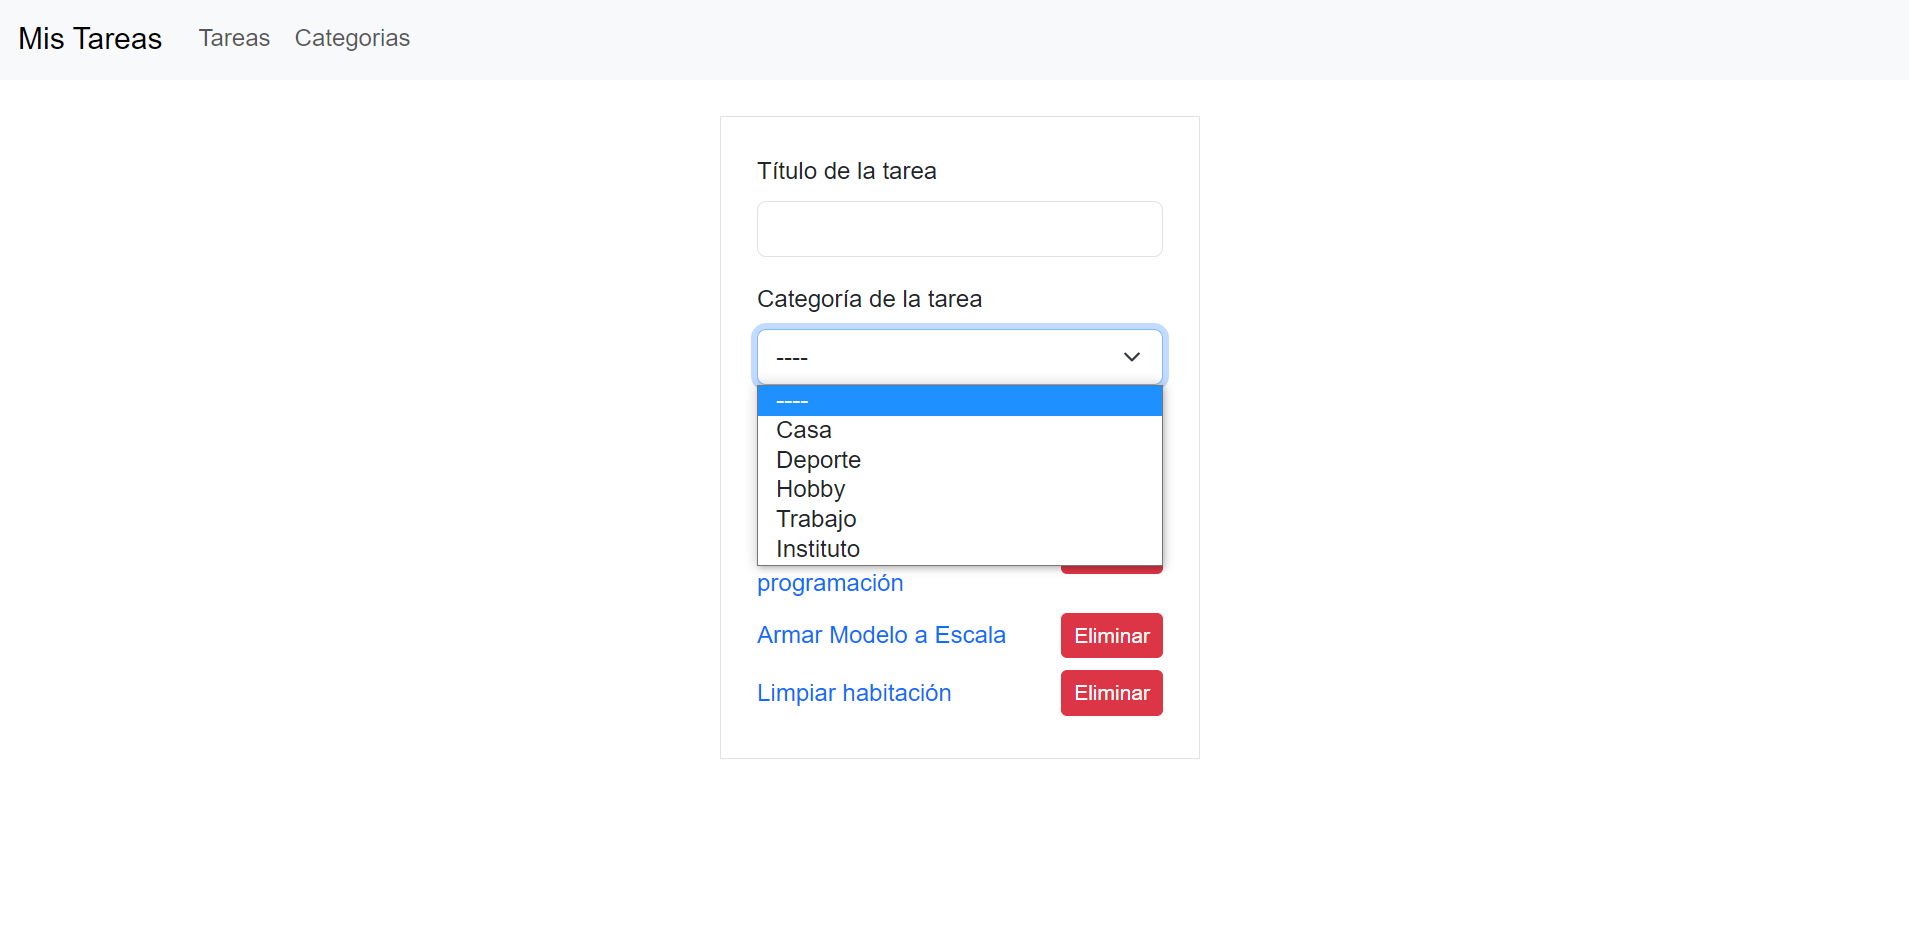 Mis Tareas Tareas Categorias
Título de la tarea
Categoría de la tarea
----
----
Casa
Deporte
Hobby
Trabajo
Instituto
programación
Armar Modelo a Escala Eliminar
Limpiar habitación Eliminar